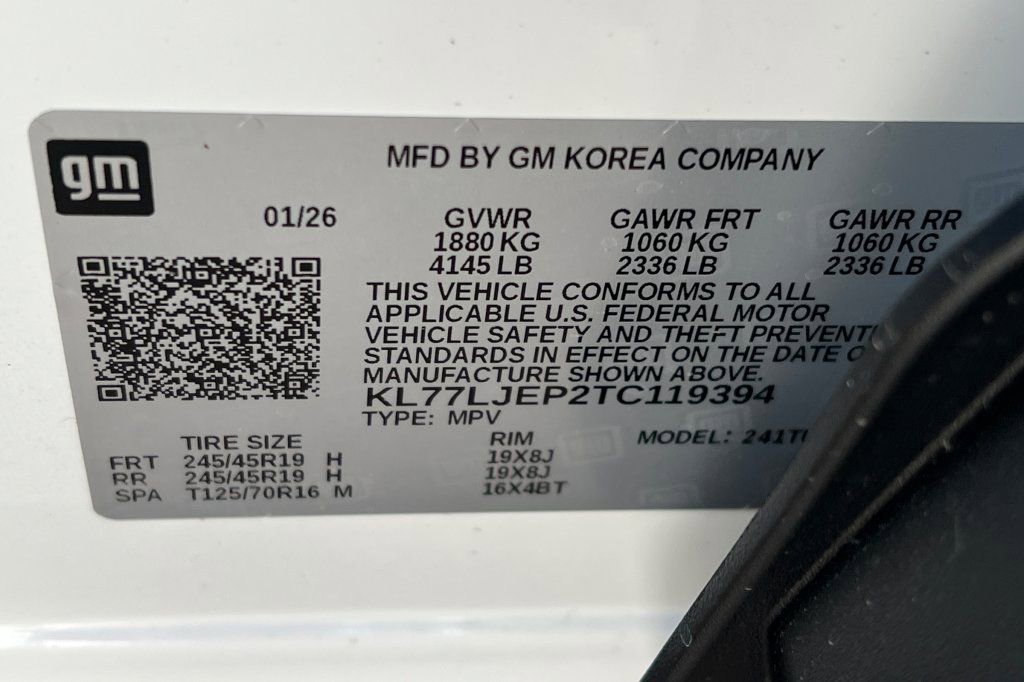 gm
MFD BY GM KOREA COMPANY
01/26
GVWR GAWR FRT GAWR RR
1880 KG 1060 KG 1060 KG
4145 LB 2336 LB 2336 LB
THIS VEHICLE CONFORMS TO ALL
APPLICABLE U.S. FEDERAL MOTOR
VEHICLE SAFETY AND THEFT
STANDARDS IN EFFECT ON THE DATE
MANUFACTURE SHOWN ABOVE.
KL77LJEP2TC119394
TYPE: MPV
TIRE SIZE RIM MODEL:
FRT 245/45R19 H 19X8J
RR 245/45R19 H 19X8J
SPA T125/70R16 M 16X4BT